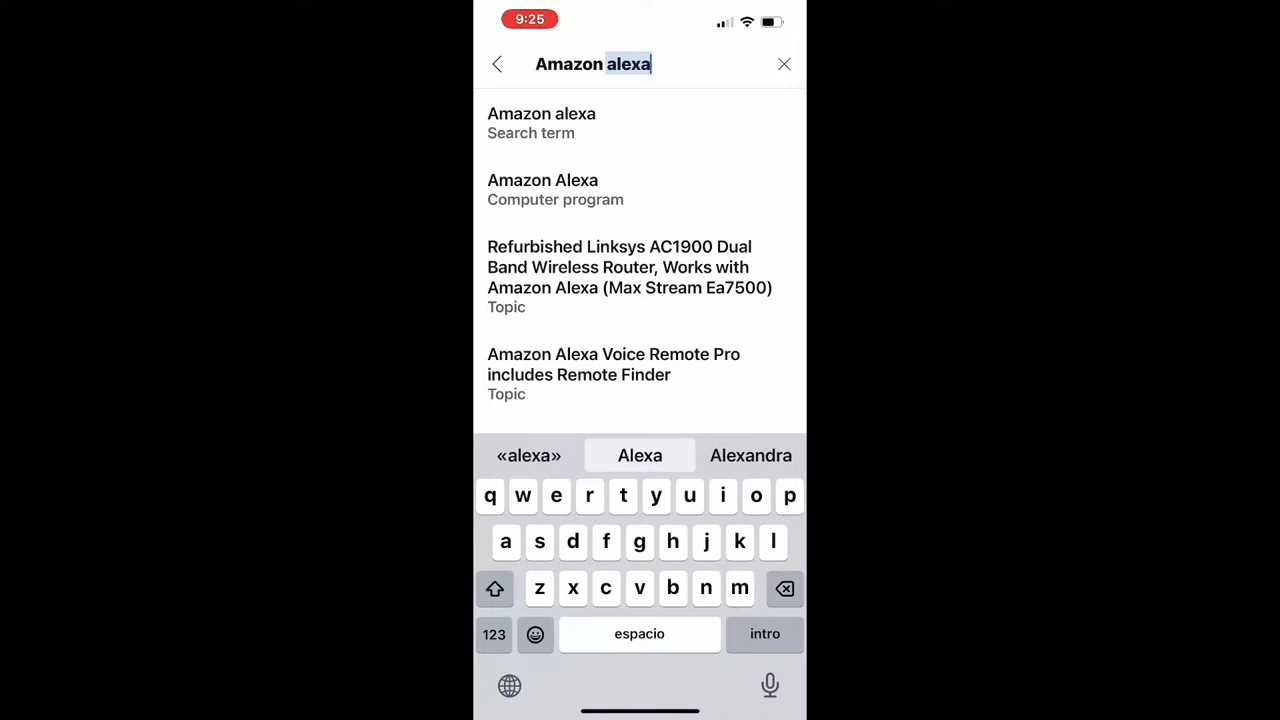 9:25
Amazon alexa
Amazon alexa
Search term
Amazon Alexa
Computer program
Refurbished Linksys AC1900 Dual
Band Wireless Router, Works with
Amazon Alexa (Max Stream Ea7500)
Topic
Amazon Alexa Voice Remote Pro
includes Remote Finder
Topic
«alexa» Alexa Alexandra
q w e r t y u i o p
a s d f g h j k l
z x c v b n m
123 espacio intro